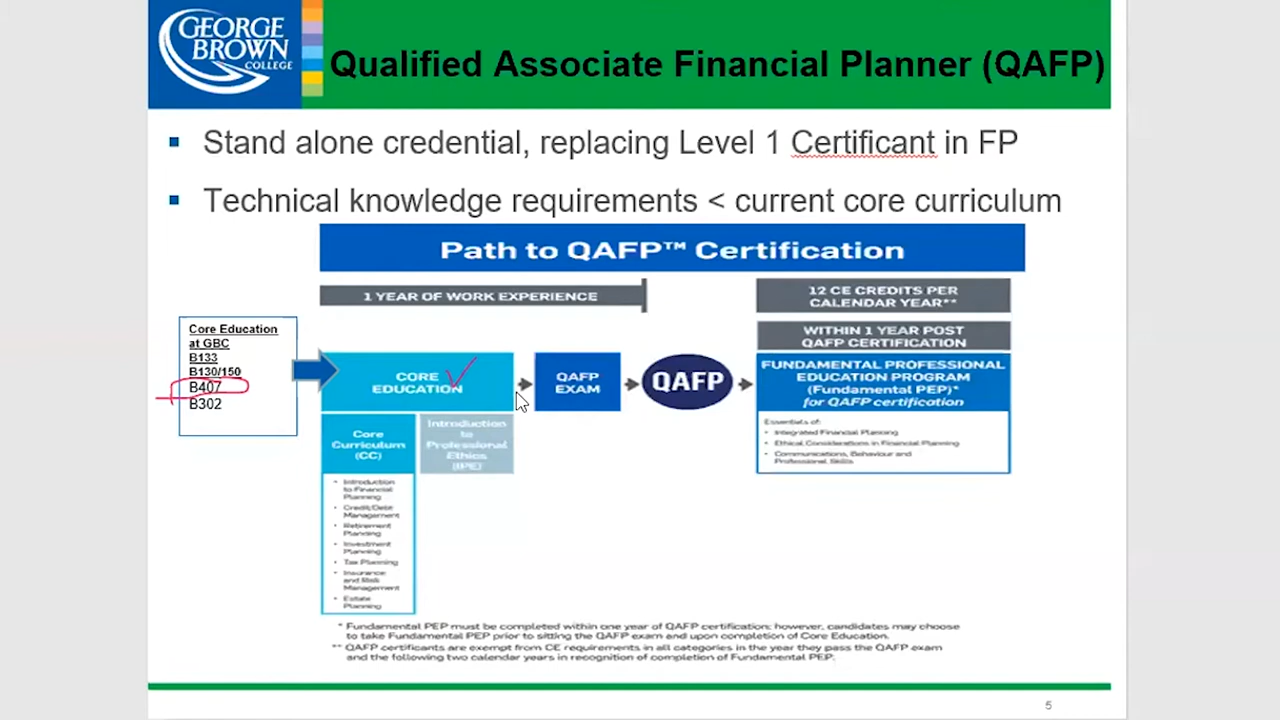 GEORGE
BROWN
COLLEGE
Qualified Associate Financial Planner (QAFP)
Stand alone credential, replacing Level 1 Certificant in FP
Technical knowledge requirements < current core curriculum
Path to QAFP™ Certification
1 YEAR OF WORK EXPERIENCE
12 CE CREDITS PER
CALENDAR YEAR**
WITHIN 1 YEAR POST
QAFP CERTIFICATION
Core Education
at GBC
B133
B130/150
B407
B302
CORE
EDUCATION
QAFP
EXAM
QAFP
FUNDAMENTAL PROFESSIONAL
EDUCATION PROGRAM
(Fundamental PEP)*
for QAFP certification
Essentials of:
Integrated Financial Planning
Ethical Considerations in Financial Planning
Communications, Behaviour and
Professional Skills
Core
Curriculum
(CC)
Introduction
to
Professional
Ethics
(IPE)
Introduction
to Financial
Planning
Credit/Debt
Management
Retirement
Planning
Investment
Planning
Tax Planning
Insurance
and Risk
Management
Estate
Planning
* Fundamental PEP must be completed within one year of QAFP certification; however, candidates may choose
to take Fundamental PEP prior to sitting the QAFP exam and upon completion of Core Education.
** QAFP certificants are exempt from CE requirements in all categories in the year they pass the QAFP exam
and the following two calendar years in recognition of completion of Fundamental PEP.
5